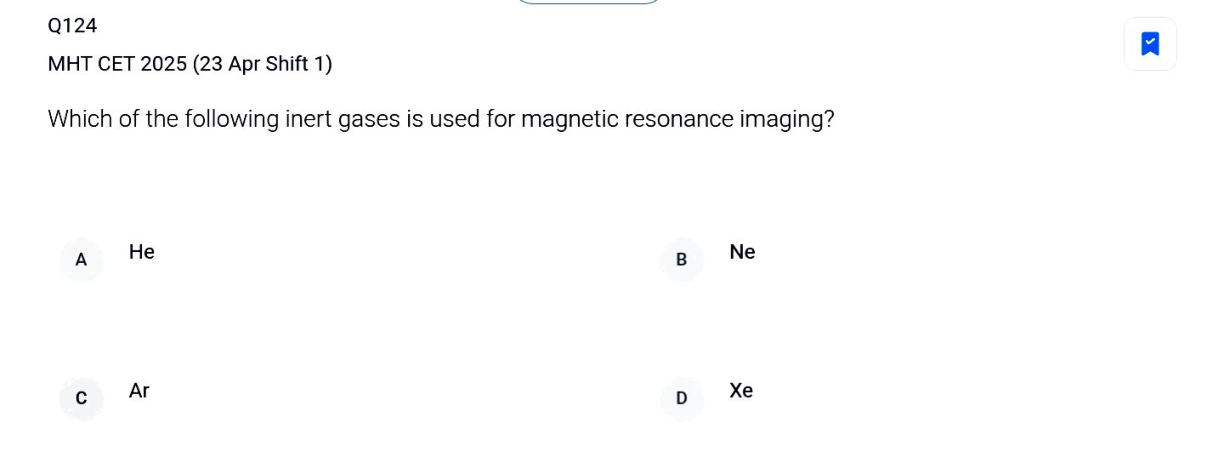 Q124
MHT CET 2025 (23 Apr Shift 1)
Which of the following inert gases is used for magnetic resonance imaging?
A He
B Ne
C Ar
D Xe